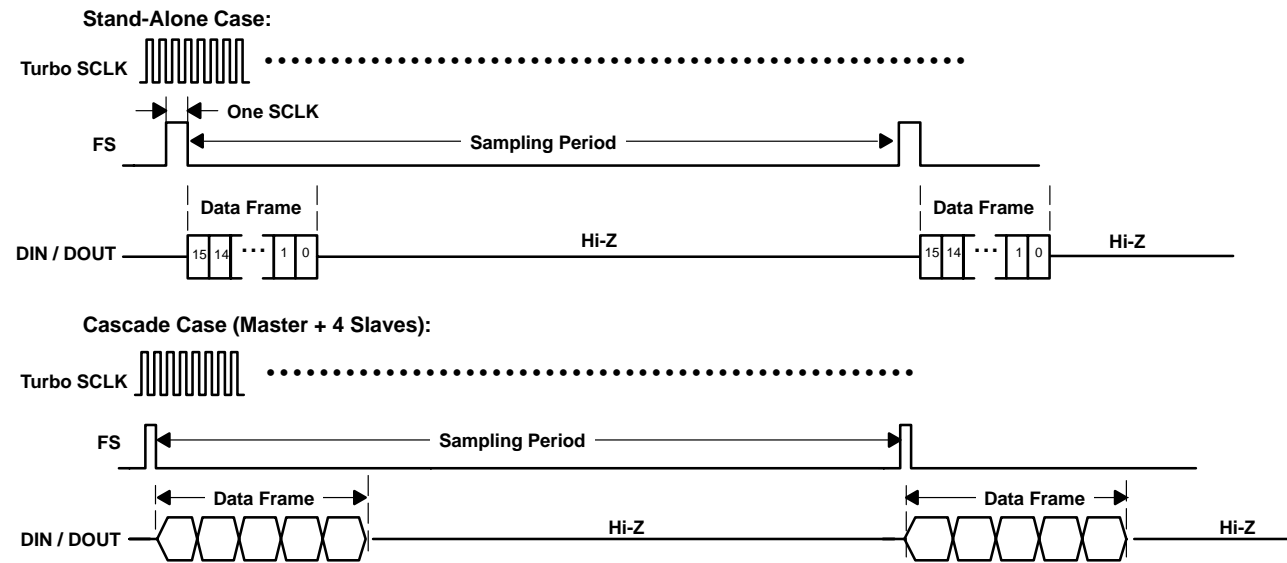 Stand-Alone Case:
Turbo SCLK
One SCLK
FS
Sampling Period
Data Frame
Data Frame
DIN / DOUT
15 14 ... 1 0
Hi-Z
15 14 ... 1 0
Hi-Z
Cascade Case (Master + 4 Slaves):
Turbo SCLK
FS
Sampling Period
Data Frame
Data Frame
DIN / DOUT
Hi-Z
Hi-Z